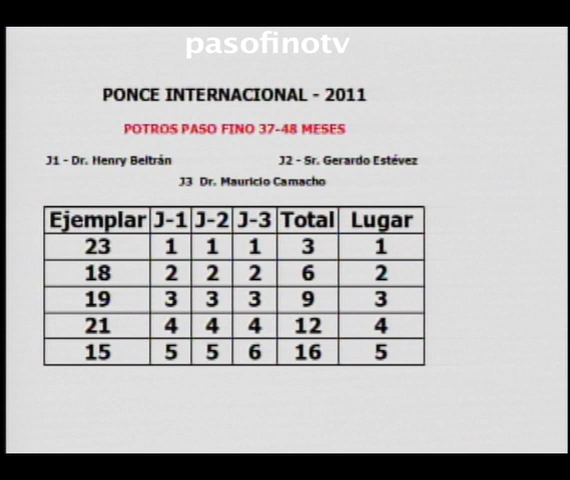 pasofinotv
PONCE INTERNACIONAL - 2011
POTROS PASO FINO 37-48 MESES
J1 - Dr. Henry Beltrán J2 - Sr. Gerardo Estévez
J3 Dr. Mauricio Camacho
Ejemplar J-1 J-2 J-3 Total Lugar
23 1 1 1 3 1
18 2 2 2 6 2
19 3 3 3 9 3
21 4 4 4 12 4
15 5 5 6 16 5